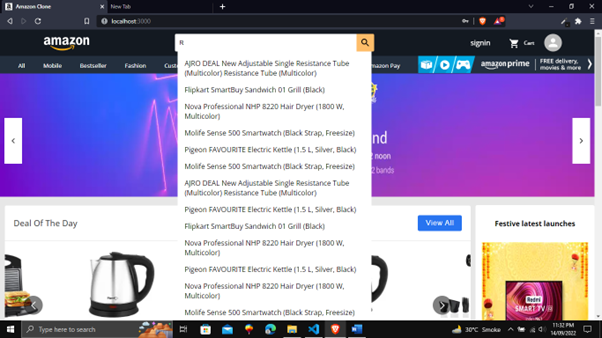 Amazon Clone
New Tab
localhost:3000
amazon
R
signin
Cart
All
Mobile
Bestseller
Fashion
Amazon Pay
amazon prime
FREE delivery,
movies & more
AJRO DEAL New Adjustable Single Resistance Tube
(Multicolor) Resistance Tube (Multicolor)
Flipkart SmartBuy Sandwich 01 Grill (Black)
Nova Professional NHP 8220 Hair Dryer (1800 W,
Multicolor)
Molife Sense 500 Smartwatch (Black Strap, Freesize)
Pigeon FAVOURITE Electric Kettle (1.5 L, Silver, Black)
Molife Sense 500 Smartwatch (Black Strap, Freesize)
AJRO DEAL New Adjustable Single Resistance Tube
(Multicolor) Resistance Tube (Multicolor)
Pigeon FAVOURITE Electric Kettle (1.5 L, Silver, Black)
Flipkart SmartBuy Sandwich 01 Grill (Black)
Nova Professional NHP 8220 Hair Dryer (1800 W,
Multicolor)
Pigeon FAVOURITE Electric Kettle (1.5 L, Silver, Black)
Nova Professional NHP 8220 Hair Dryer (1800 W,
Multicolor)
Molife Sense 500 Smartwatch (Black Strap, Freesize)
nd
2 noon
2 bands
Deal Of The Day
View All
Festive latest launches
Redmi
SMART TV
Type here to search
30°C Smoke
11:32 PM
14/09/2022